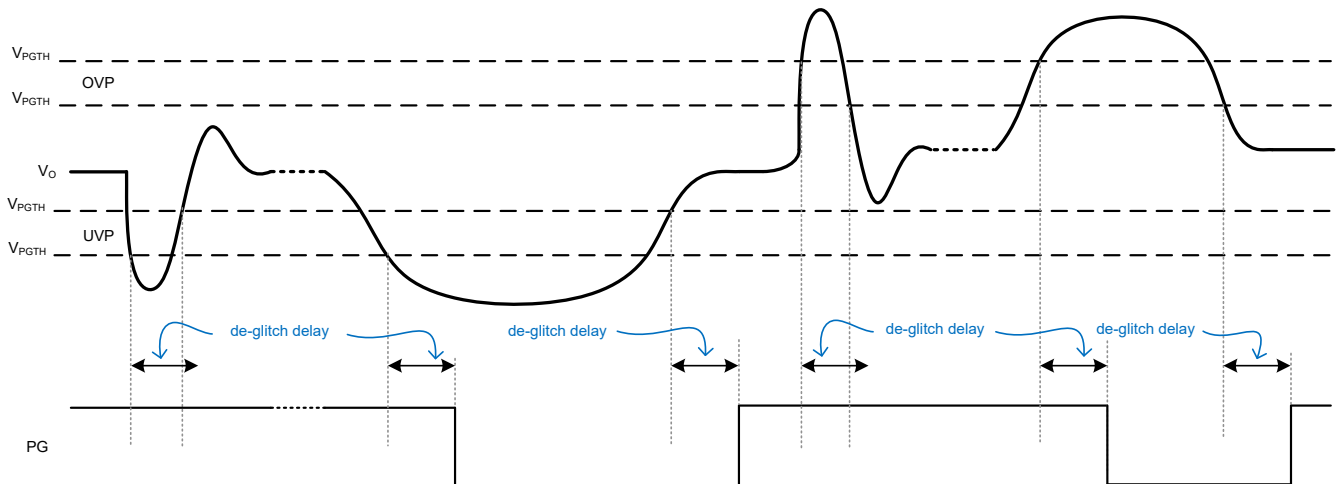 VPGTH
OVP
VPGTH
VO
VPGTH
UVP
VPGTH
de-glitch delay
de-glitch delay
de-glitch delay
de-glitch delay
PG